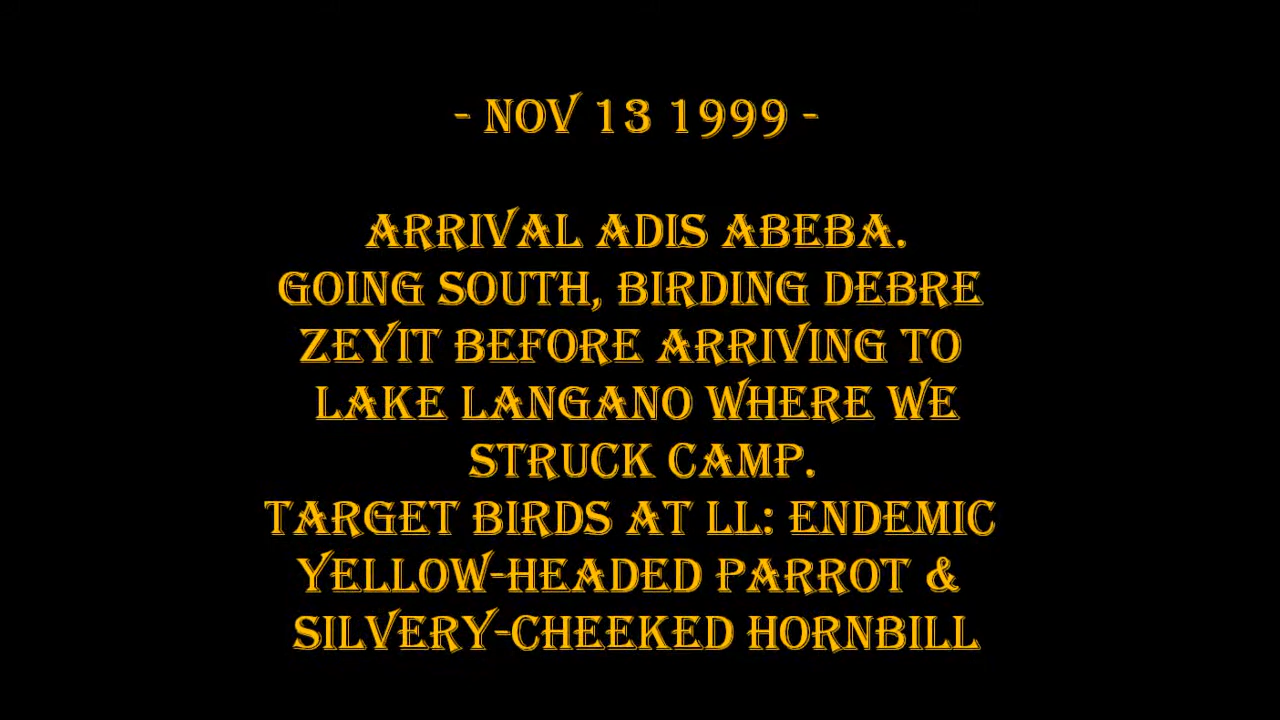 - NOV 13 1999 -
ARRIVAL ADIS ABEBA.
GOING SOUTH, BIRDING DEBRE
ZEYIT BEFORE ARRIVING TO
LAKE LANGANO WHERE WE
STRUCK CAMP.
TARGET BIRDS AT LL: ENDEMIC
YELLOW-HEADED PARROT &
SILVERY-CHEEKED HORNBILL